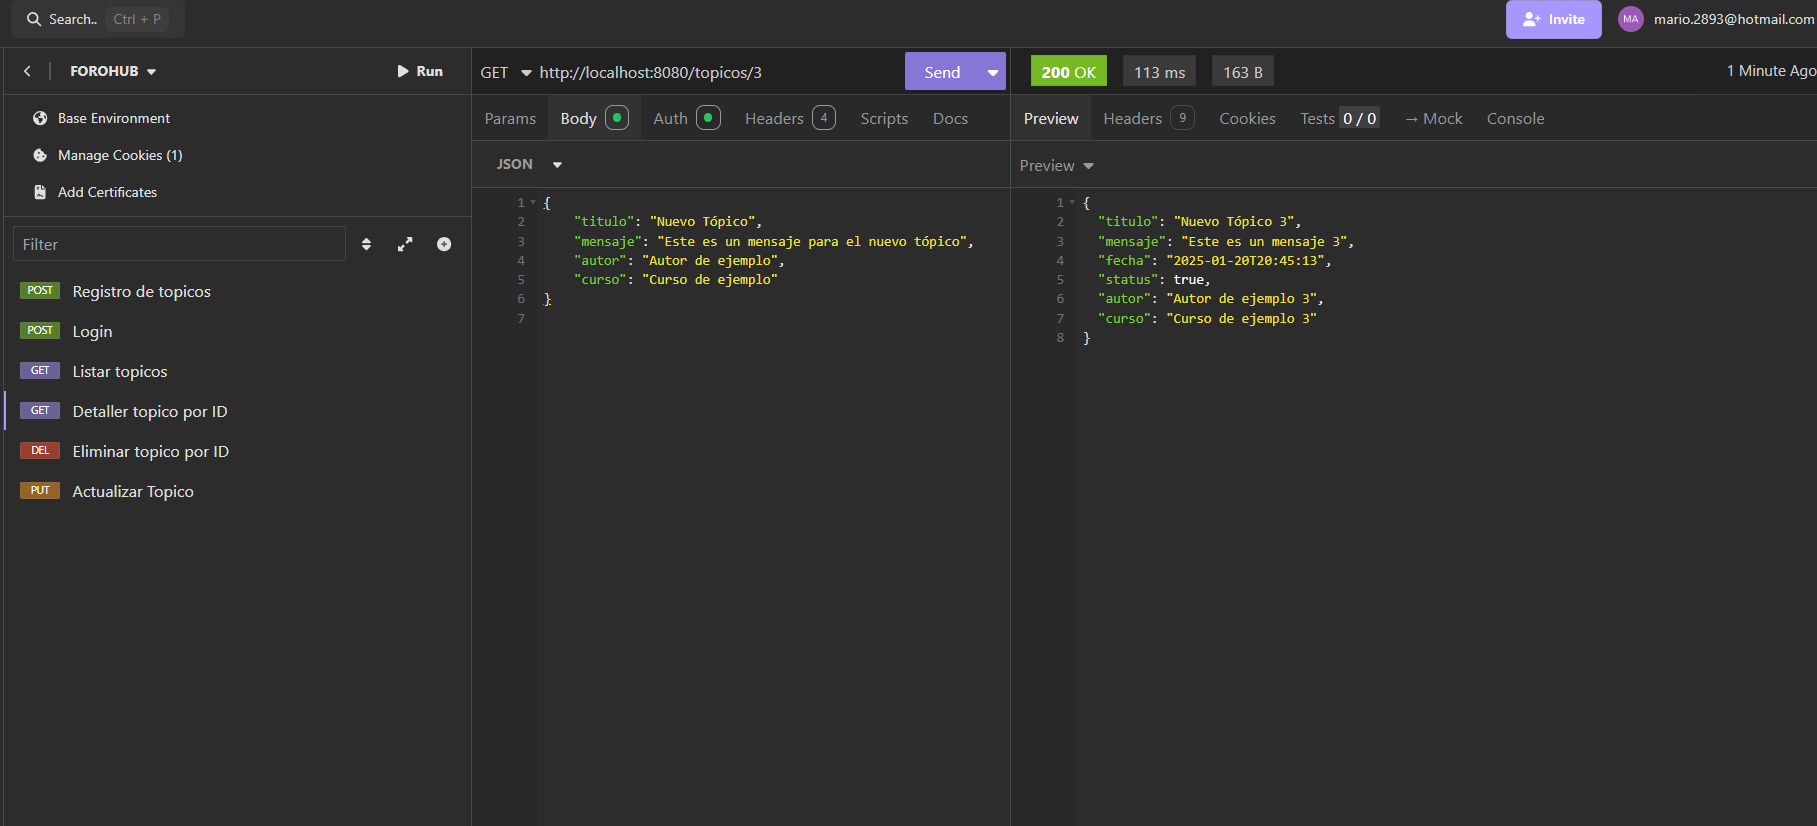 Search.. Ctrl + P
Invite MA mario.2893@hotmail.com
FOROHUB Run
Base Environment
Manage Cookies (1)
Add Certificates
Filter
POST Registro de topicos
POST Login
GET Listar topicos
GET Detaller topico por ID
DEL Eliminar topico por ID
PUT Actualizar Topico
GET http://localhost:8080/topicos/3 Send
Params Body Auth Headers 4 Scripts Docs
JSON
1 {
2 "titulo": "Nuevo Tópico",
3 "mensaje": "Este es un mensaje para el nuevo tópico",
4 "autor": "Autor de ejemplo",
5 "curso": "Curso de ejemplo"
6 }
7
200 OK 113 ms 163 B 1 Minute Ago
Preview Headers 9 Cookies Tests 0 / 0 → Mock Console
Preview
1 {
2 "titulo": "Nuevo Tópico 3",
3 "mensaje": "Este es un mensaje 3",
4 "fecha": "2025-01-20T20:45:13",
5 "status": true,
6 "autor": "Autor de ejemplo 3",
7 "curso": "Curso de ejemplo 3"
8 }